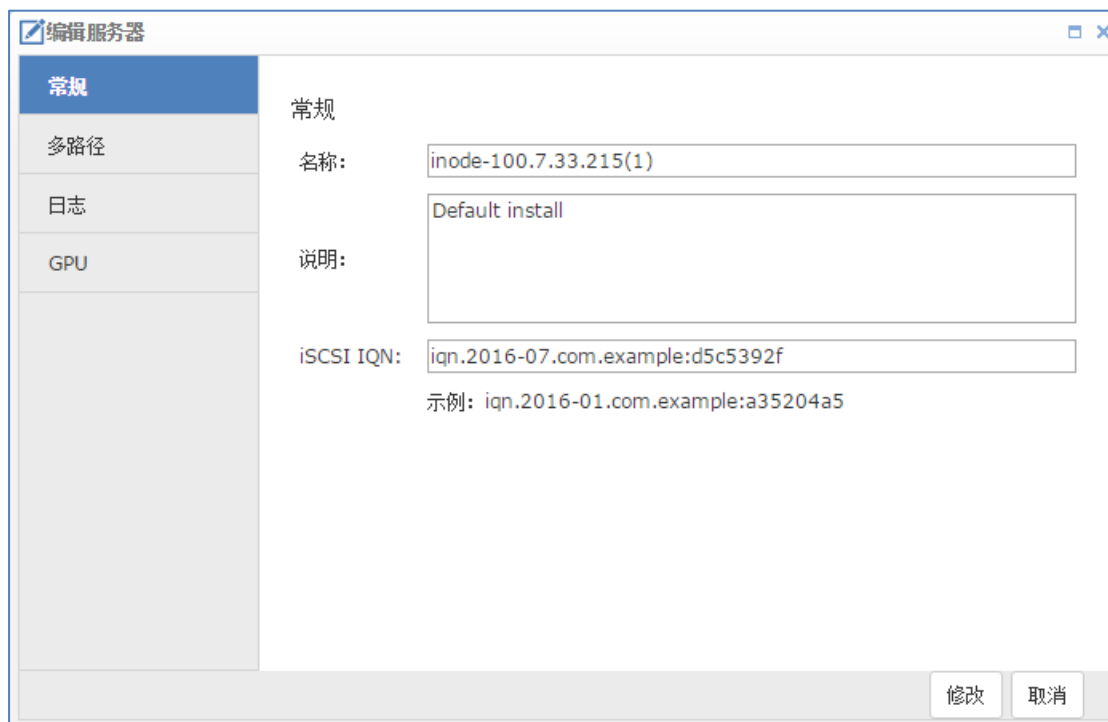 编辑服务器
常规
多路径
日志
GPU
常规
名称: inode-100.7.33.215(1)
说明: Default install
iSCSI IQN: iqn.2016-07.com.example:d5c5392f
示例: iqn.2016-01.com.example:a35204a5
修改 取消